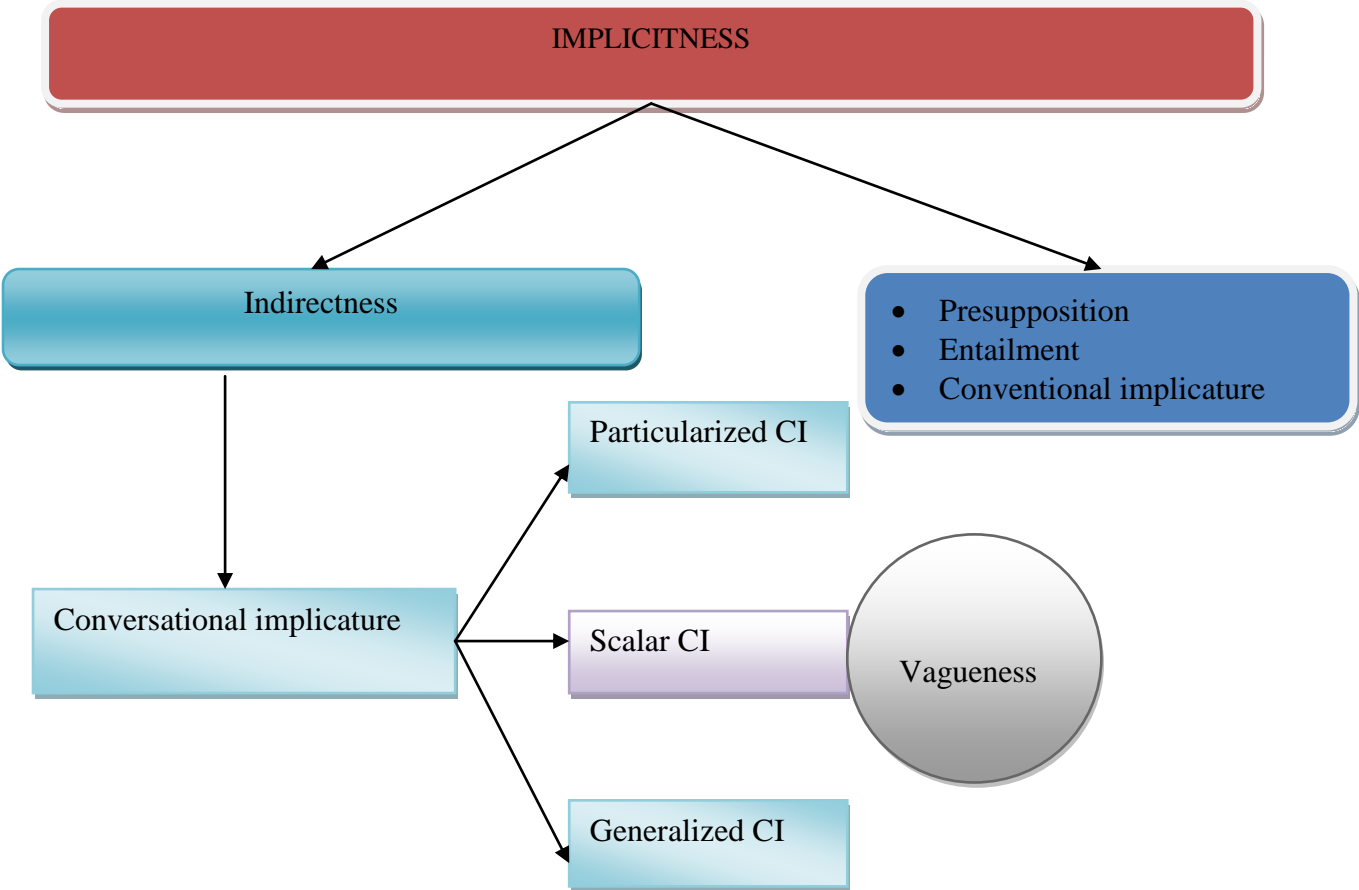 IMPLICITNESS
Indirectness
• Presupposition
• Entailment
• Conventional implicature
Particularized CI
Conversational implicature
Scalar CI
Vagueness
Generalized CI